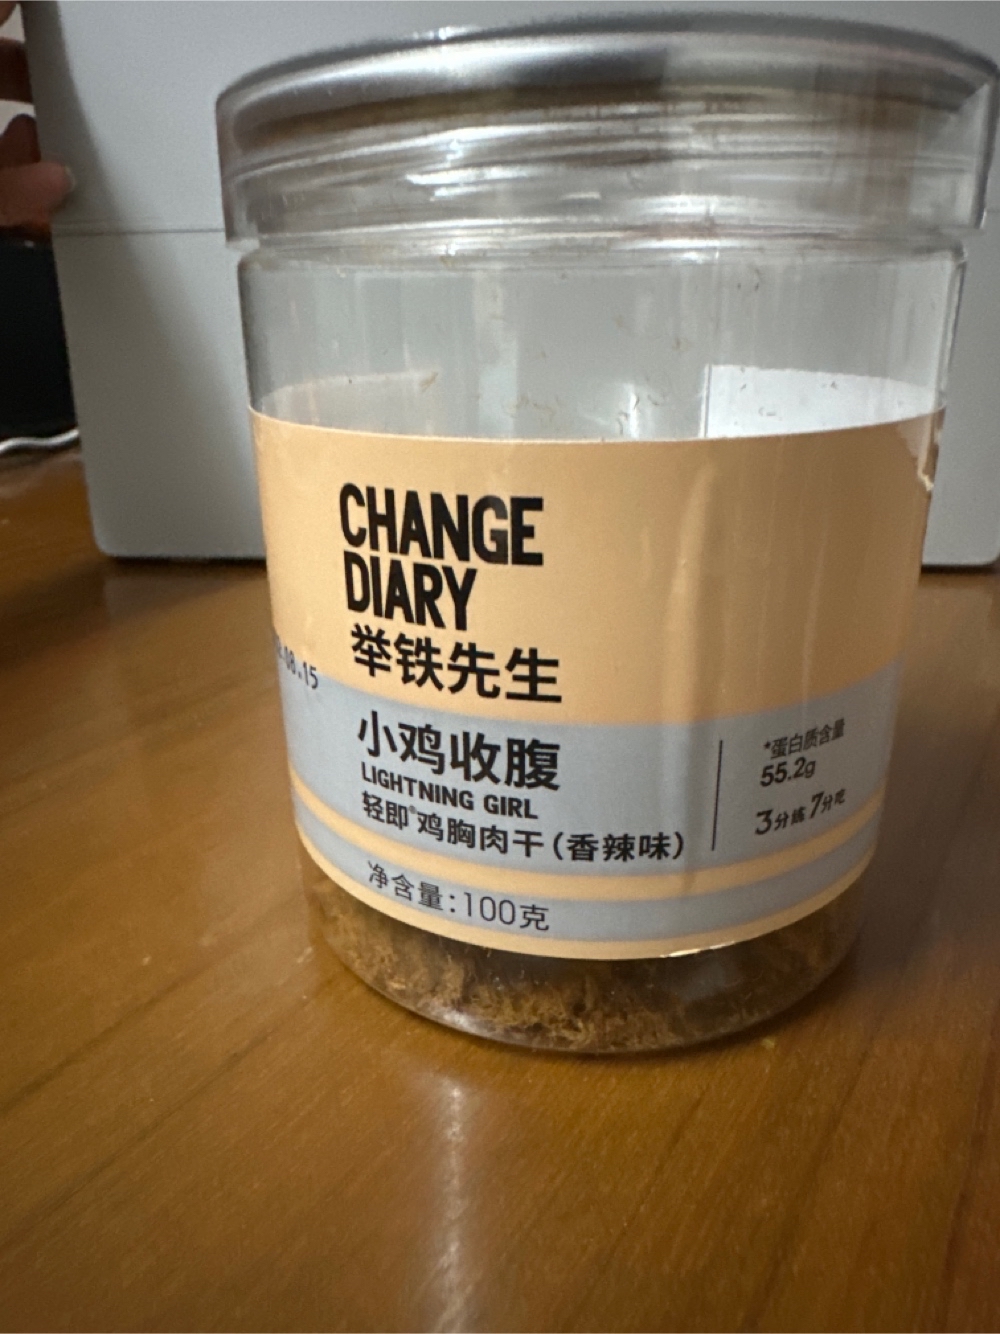 CHANGE
DIARY
举铁先生
08.15
小鸡收腹
LIGHTNING GIRL
轻即®鸡胸肉干(香辣味)
净含量:100克
*蛋白质含量
55.2g
3分练7分吃